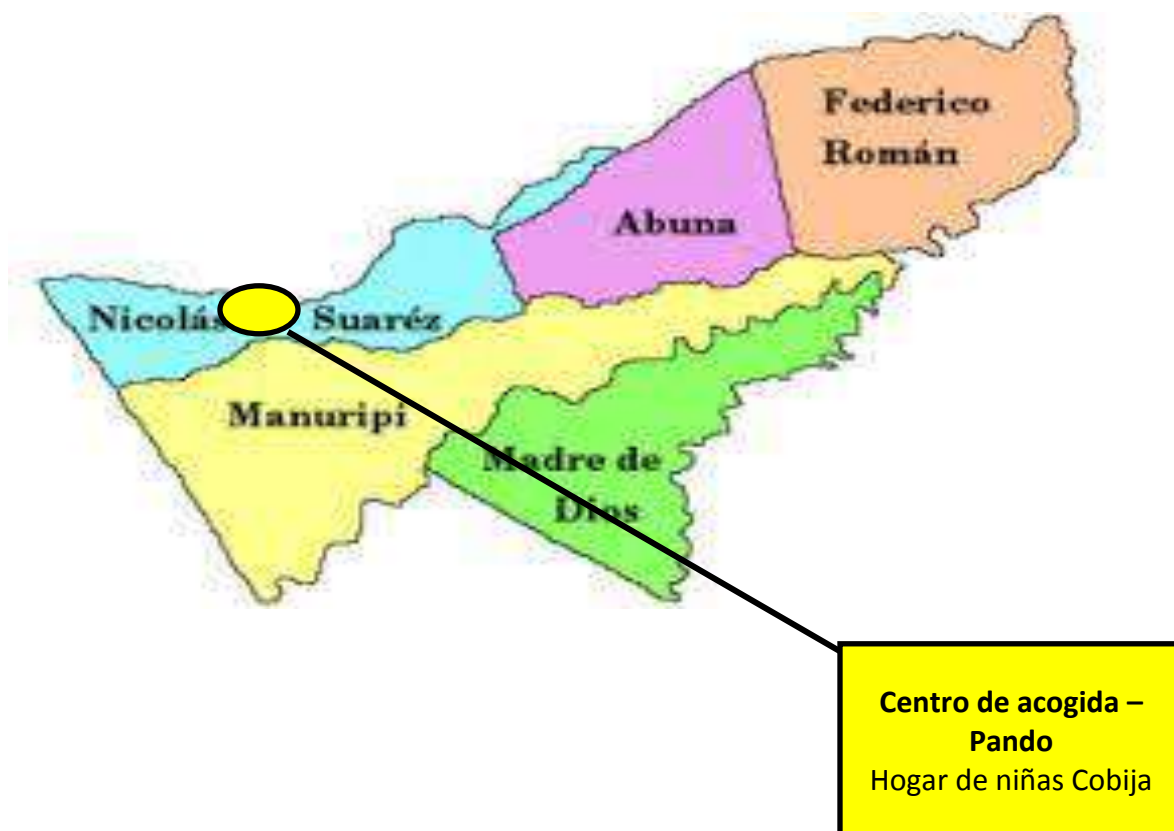 Federico
Román
Abuna
Nicolás Suaréz
Manuripi
Madre de
Dios
Centro de acogida –
Pando
Hogar de niñas Cobija